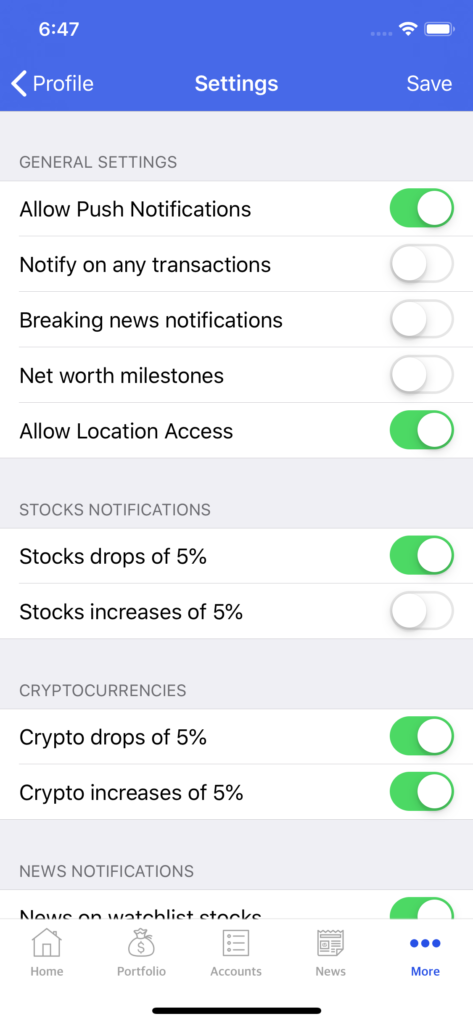 6:47
Profile
Settings
Save
GENERAL SETTINGS
Allow Push Notifications
Notify on any transactions
Breaking news notifications
Net worth milestones
Allow Location Access
STOCKS NOTIFICATIONS
Stocks drops of 5%
Stocks increases of 5%
CRYPTOCURRENCIES
Crypto drops of 5%
Crypto increases of 5%
NEWS NOTIFICATIONS
News on watchlist stocks
Home
Portfolio
Accounts
News
More